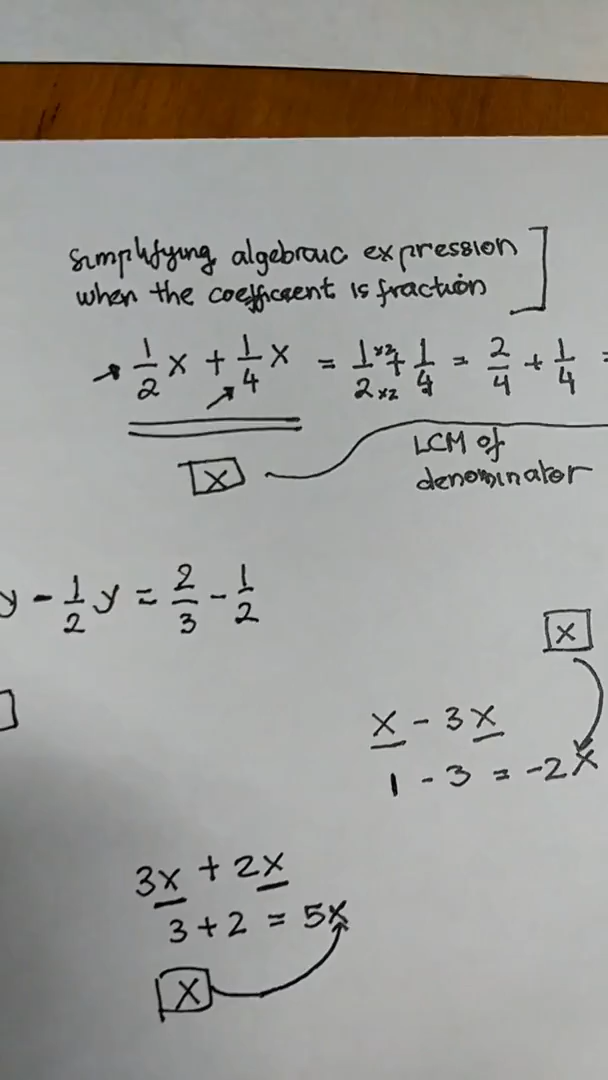 Simplifying algebraic expression
when the coefficient is fraction
1/2 x + 1/4 x = 1×2/2×2 + 1/4 = 2/4 + 1/4 =
x
LCM of
denominator
y - 1/2 y = 2/3 - 1/2
x
x - 3x
1 - 3 = -2x
3x + 2x
3 + 2 = 5x
x